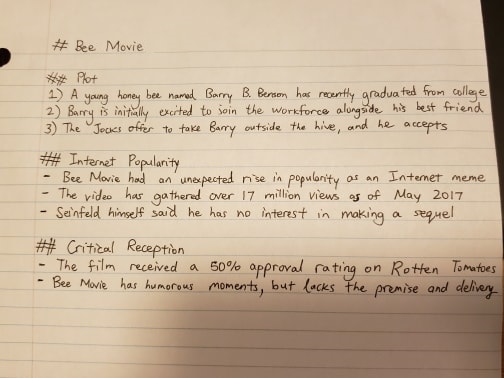 # Bee Movie
## Plot
1) A young honey bee named Barry B. Benson has recently graduated from college
2) Barry is initially excited to join the workforce alongside his best friend
3) The Jocks offer to take Barry outside the hive, and he accepts
## Internet Popularity
- Bee Movie had an unexpected rise in popularity as an Internet meme
- The video has gathered over 17 million views as of May 2017
- Seinfeld himself said he has no interest in making a sequel
## Critical Reception
- The film received a 50% approval rating on Rotten Tomatoes
- Bee Movie has humorous moments, but lacks the premise and delivery